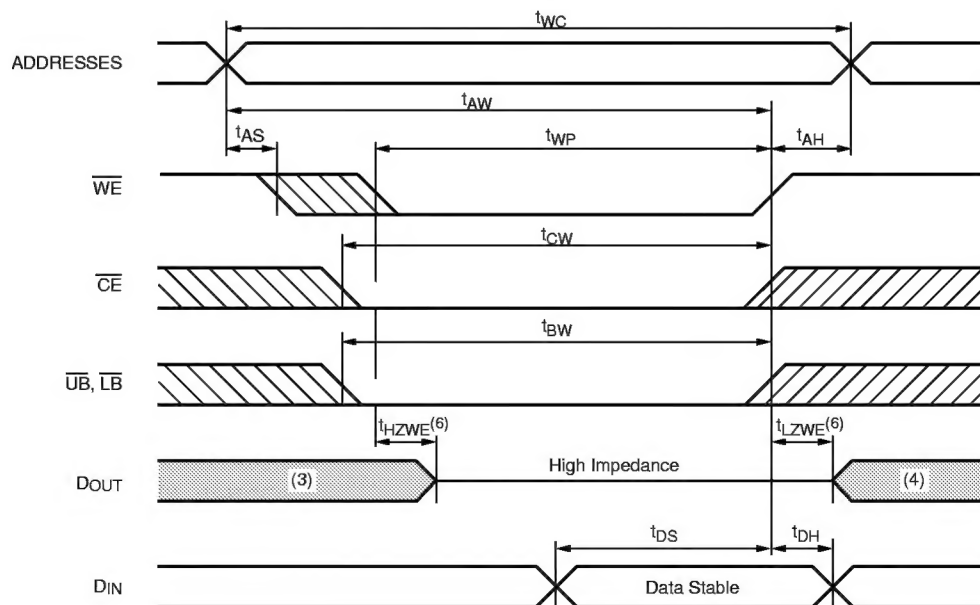 tWC
ADDRESSES
tAW
tAS
tWP
tAH
WE
tCW
CE
tBW
UB, LB
tHZWE(6)
tLZWE(6)
DOUT
(3)
High Impedance
(4)
tDS
tDH
DIN
Data Stable